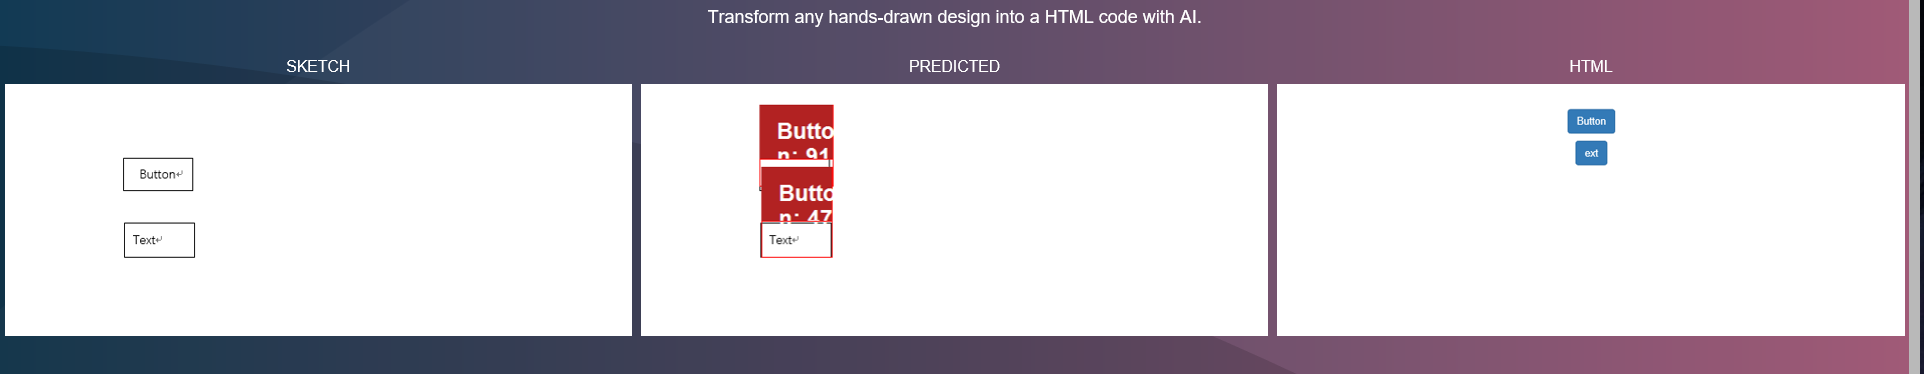 Transform any hands-drawn design into a HTML code with AI.
SKETCH
PREDICTED
HTML
Button↵
Text↵
Butto
n: 91
Butto
n: 47
Text↵
Button
ext